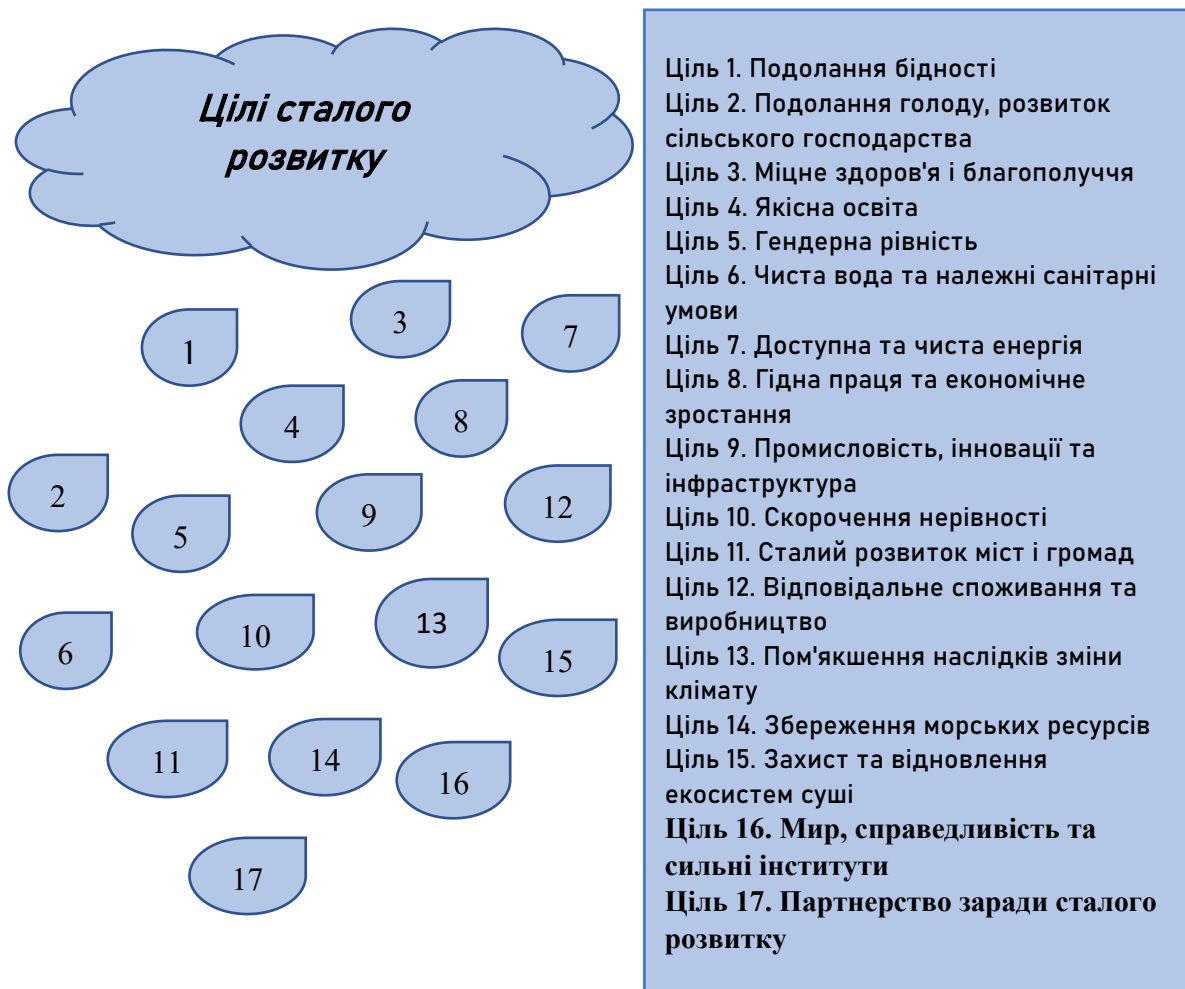 Цілі сталого
розвитку
1
3
7
4
8
2
5
9
12
6
10
13
15
11
14
16
17
Ціль 1. Подолання бідності
Ціль 2. Подолання голоду, розвиток
сільського господарства
Ціль 3. Міцне здоров'я і благополуччя
Ціль 4. Якісна освіта
Ціль 5. Гендерна рівність
Ціль 6. Чиста вода та належні санітарні
умови
Ціль 7. Доступна та чиста енергія
Ціль 8. Гідна праця та економічне
зростання
Ціль 9. Промисловість, інновації та
інфраструктура
Ціль 10. Скорочення нерівності
Ціль 11. Сталий розвиток міст і громад
Ціль 12. Відповідальне споживання та
виробництво
Ціль 13. Пом'якшення наслідків зміни
клімату
Ціль 14. Збереження морських ресурсів
Ціль 15. Захист та відновлення
екосистем суші
Ціль 16. Мир, справедливість та
сильні інститути
Ціль 17. Партнерство заради сталого
розвитку